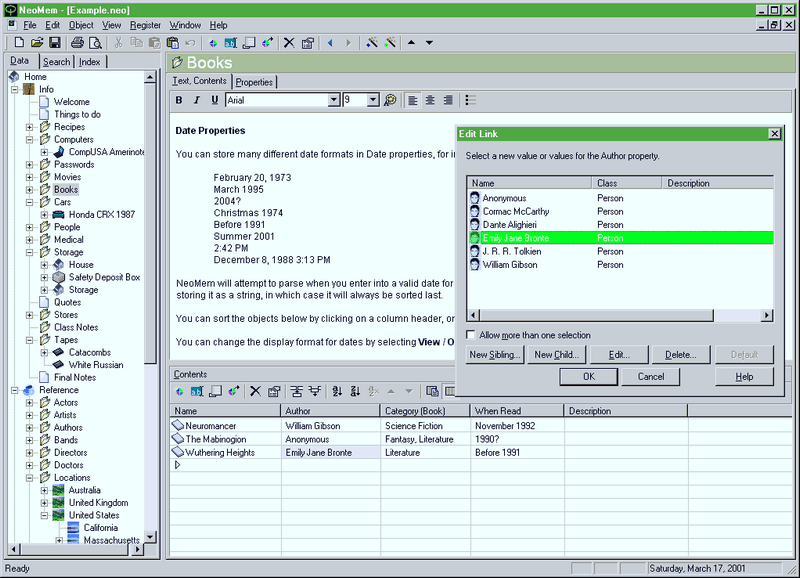 NeoMem - [Example.neo]
File Edit Object View Register Window Help
Data Search Index
Home
Info
Welcome
Things to do
Recipes
Computers
CompUSA Amerinote
Passwords
Movies
Books
Cars
Honda CRX 1987
People
Medical
Storage
House
Safety Deposit Box
Storage
Quotes
Stores
Class Notes
Tapes
Catacombs
White Russian
Final Notes
Reference
Actors
Artists
Authors
Bands
Directors
Doctors
Locations
Australia
United Kingdom
United States
California
Massachusetts
Books
Text, Contents Properties
B I U Arial 9
Date Properties
You can store many different date formats in Date properties, for in
February 20, 1973
March 1995
2004?
Christmas 1974
Before 1991
Summer 2001
2:42 PM
December 8, 1988 3:13 PM
NeoMem will attempt to parse when you enter into a valid date for
storing it as a string, in which case it will always be sorted last.
You can sort the objects below by clicking on a column header, or
You can change the display format for dates by selecting View / O
Edit Link
Select a new value or values for the Author property.
Name Class Description
Anonymous Person
Cormac McCarthy Person
Dante Alighieri Person
Emily Jane Bronte Person
J. R. R. Tolkien Person
William Gibson Person
Allow more than one selection
New Sibling... New Child... Edit... Delete... Default
OK Cancel Help
Contents
Name Author Category (Book) When Read Description
Neuromancer William Gibson Science Fiction November 1992
The Mabinogion Anonymous Fantasy, Literature 1990?
Wuthering Heights Emily Jane Bronte Literature Before 1991
Ready Saturday, March 17, 2001